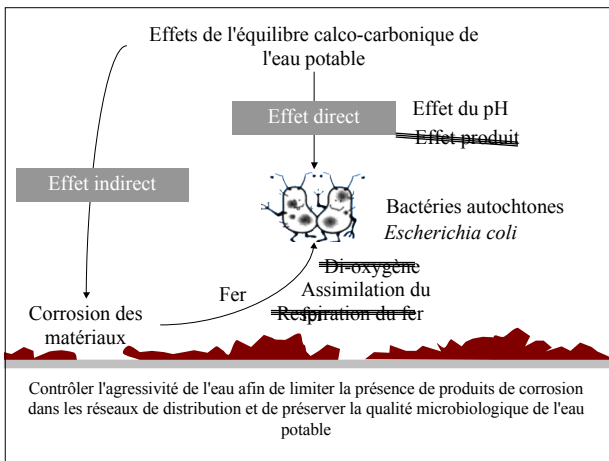 Effets de l'équilibre calco-carbonique de
l'eau potable
Effet direct
Effet du pH
Effet produit
Effet indirect
Bactéries autochtones
Escherichia coli
Di-oxygène
Fer
Assimilation du
fer
Respiration du fer
Corrosion des
matériaux
Contrôler l'agressivité de l'eau afin de limiter la présence de produits de corrosion
dans les réseaux de distribution et de préserver la qualité microbiologique de l'eau
potable